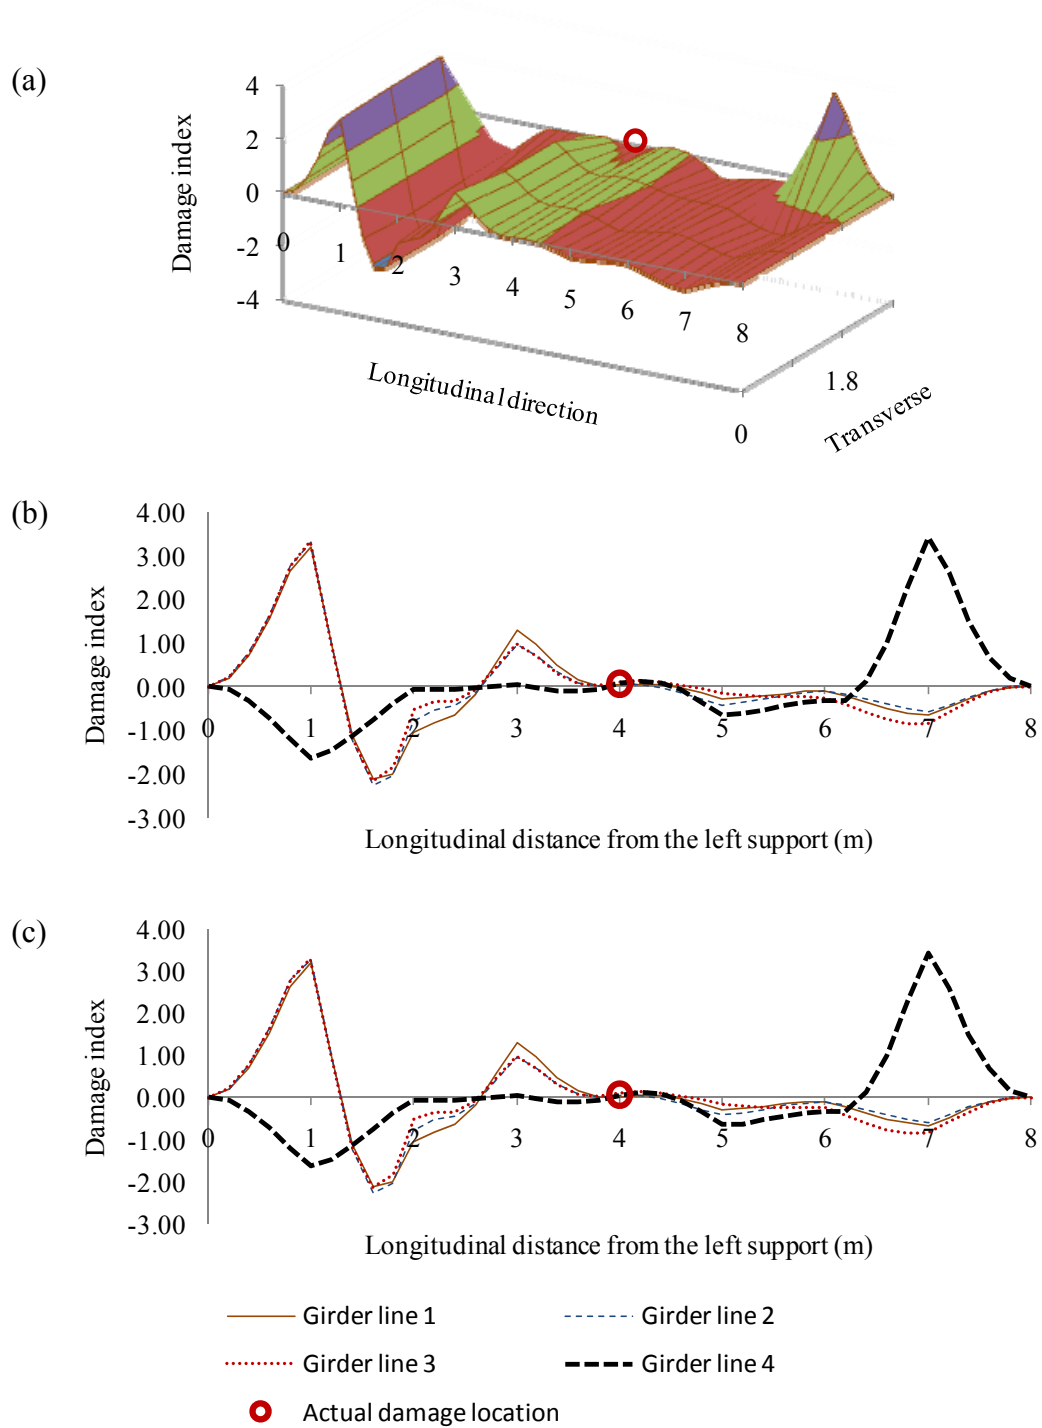 (a)
4
2
0
-2
-4
Damage index
0
1
2
3
4
5
6
7
8
Longitudinal direction
0
1.8
Transverse
(b)
4.00
3.00
2.00
1.00
0.00
-1.00
-2.00
-3.00
Damage index
0 1 2 3 4 5 6 7 8
Longitudinal distance from the left support (m)
(c)
4.00
3.00
2.00
1.00
0.00
-1.00
-2.00
-3.00
Damage index
0 1 2 3 4 5 6 7 8
Longitudinal distance from the left support (m)
Girder line 1 Girder line 2
Girder line 3 Girder line 4
Actual damage location